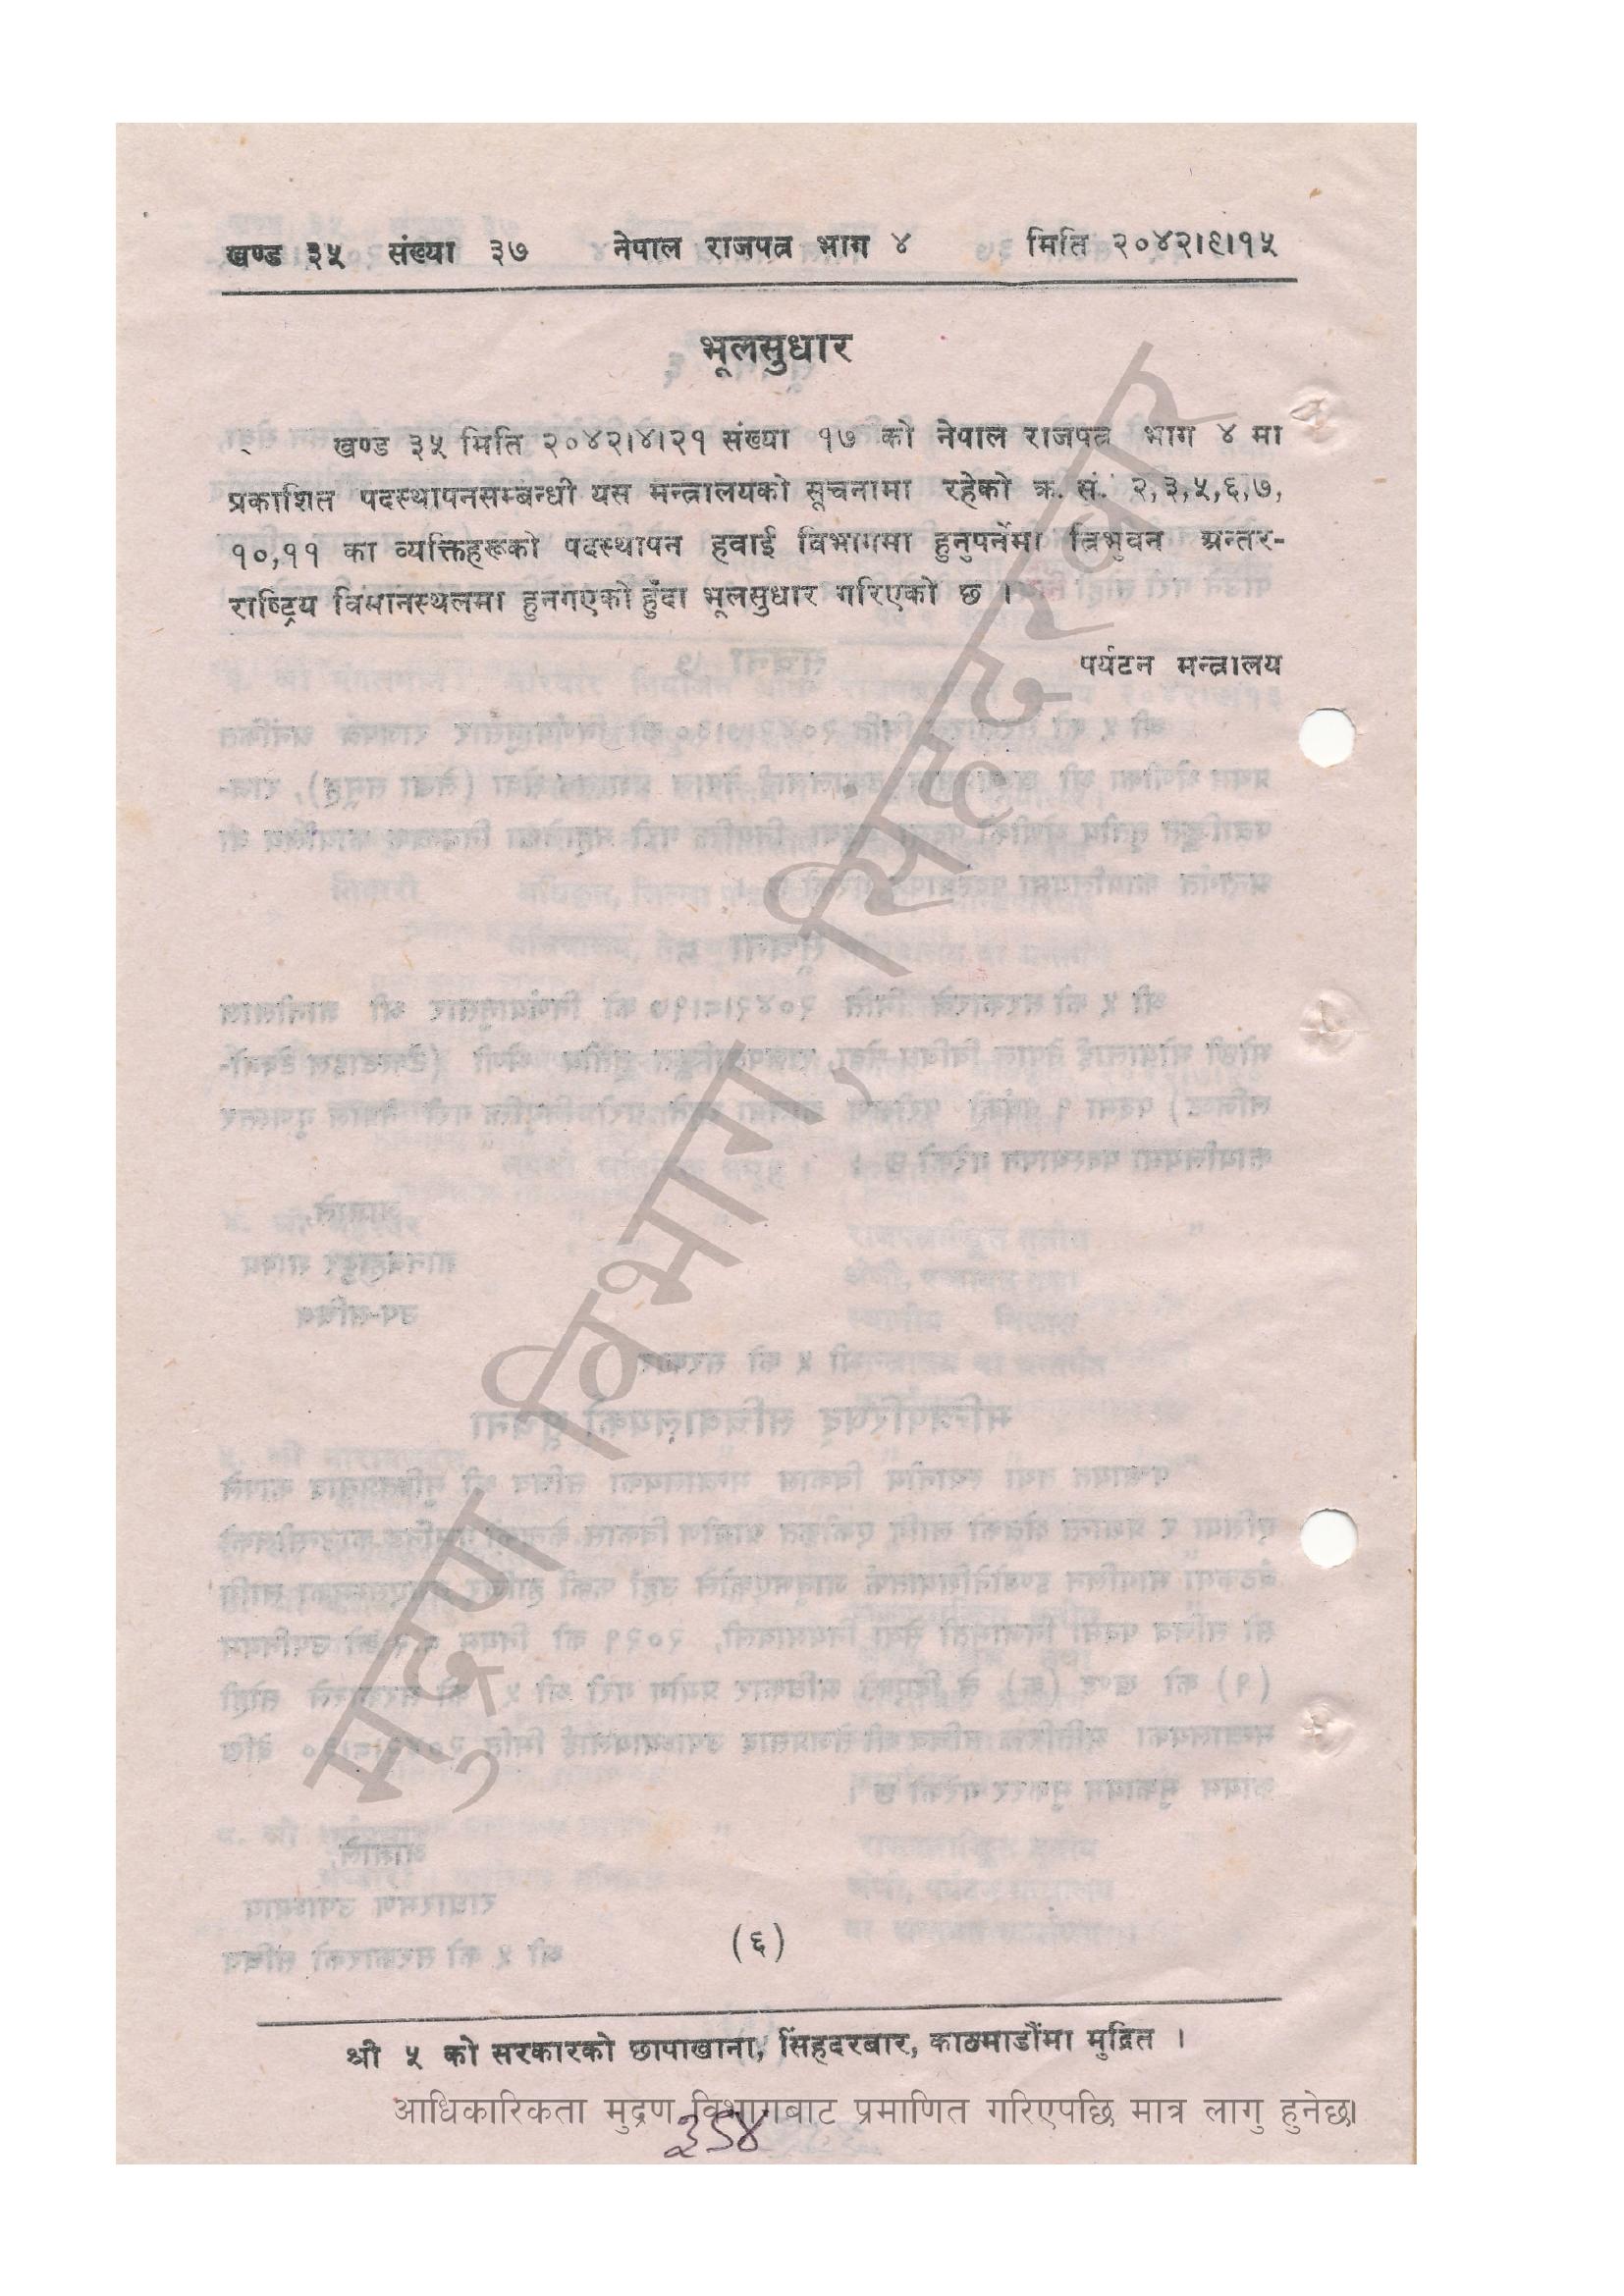 खण्ड ३५ संख्या ३७ नेपाल राजपत्र भाग ४ मिति २०४२।९।१५
भूलसुधार
खण्ड ३५ मिति २०४२।४।२१ संख्या १७ को नेपाल राजपत्र भाग ४ मा
प्रकाशित पदस्थापनसम्बन्धी यस मन्त्रालयको सूचनामा रहेको क्र. सं. २,३,५,६,७,
१०,११ का व्यक्तिहरूको पदस्थापन हवाई विभागमा हुनुपर्नेमा त्रिभुवन अन्तर-
राष्ट्रिय विमानस्थलमा हुनगएको हुँदा भूलसुधार गरिएको छ ।
पर्यटन मन्त्रालय
मुद्रण विभाग, सिंहदरबार
(६)
श्री ५ को सरकारको छापाखाना, सिंहदरबार, काठमाडौंमा मुद्रित ।
आधिकारिकता मुद्रण विभागबाट प्रमाणित गरिएपछि मात्र लागु हुनेछ।